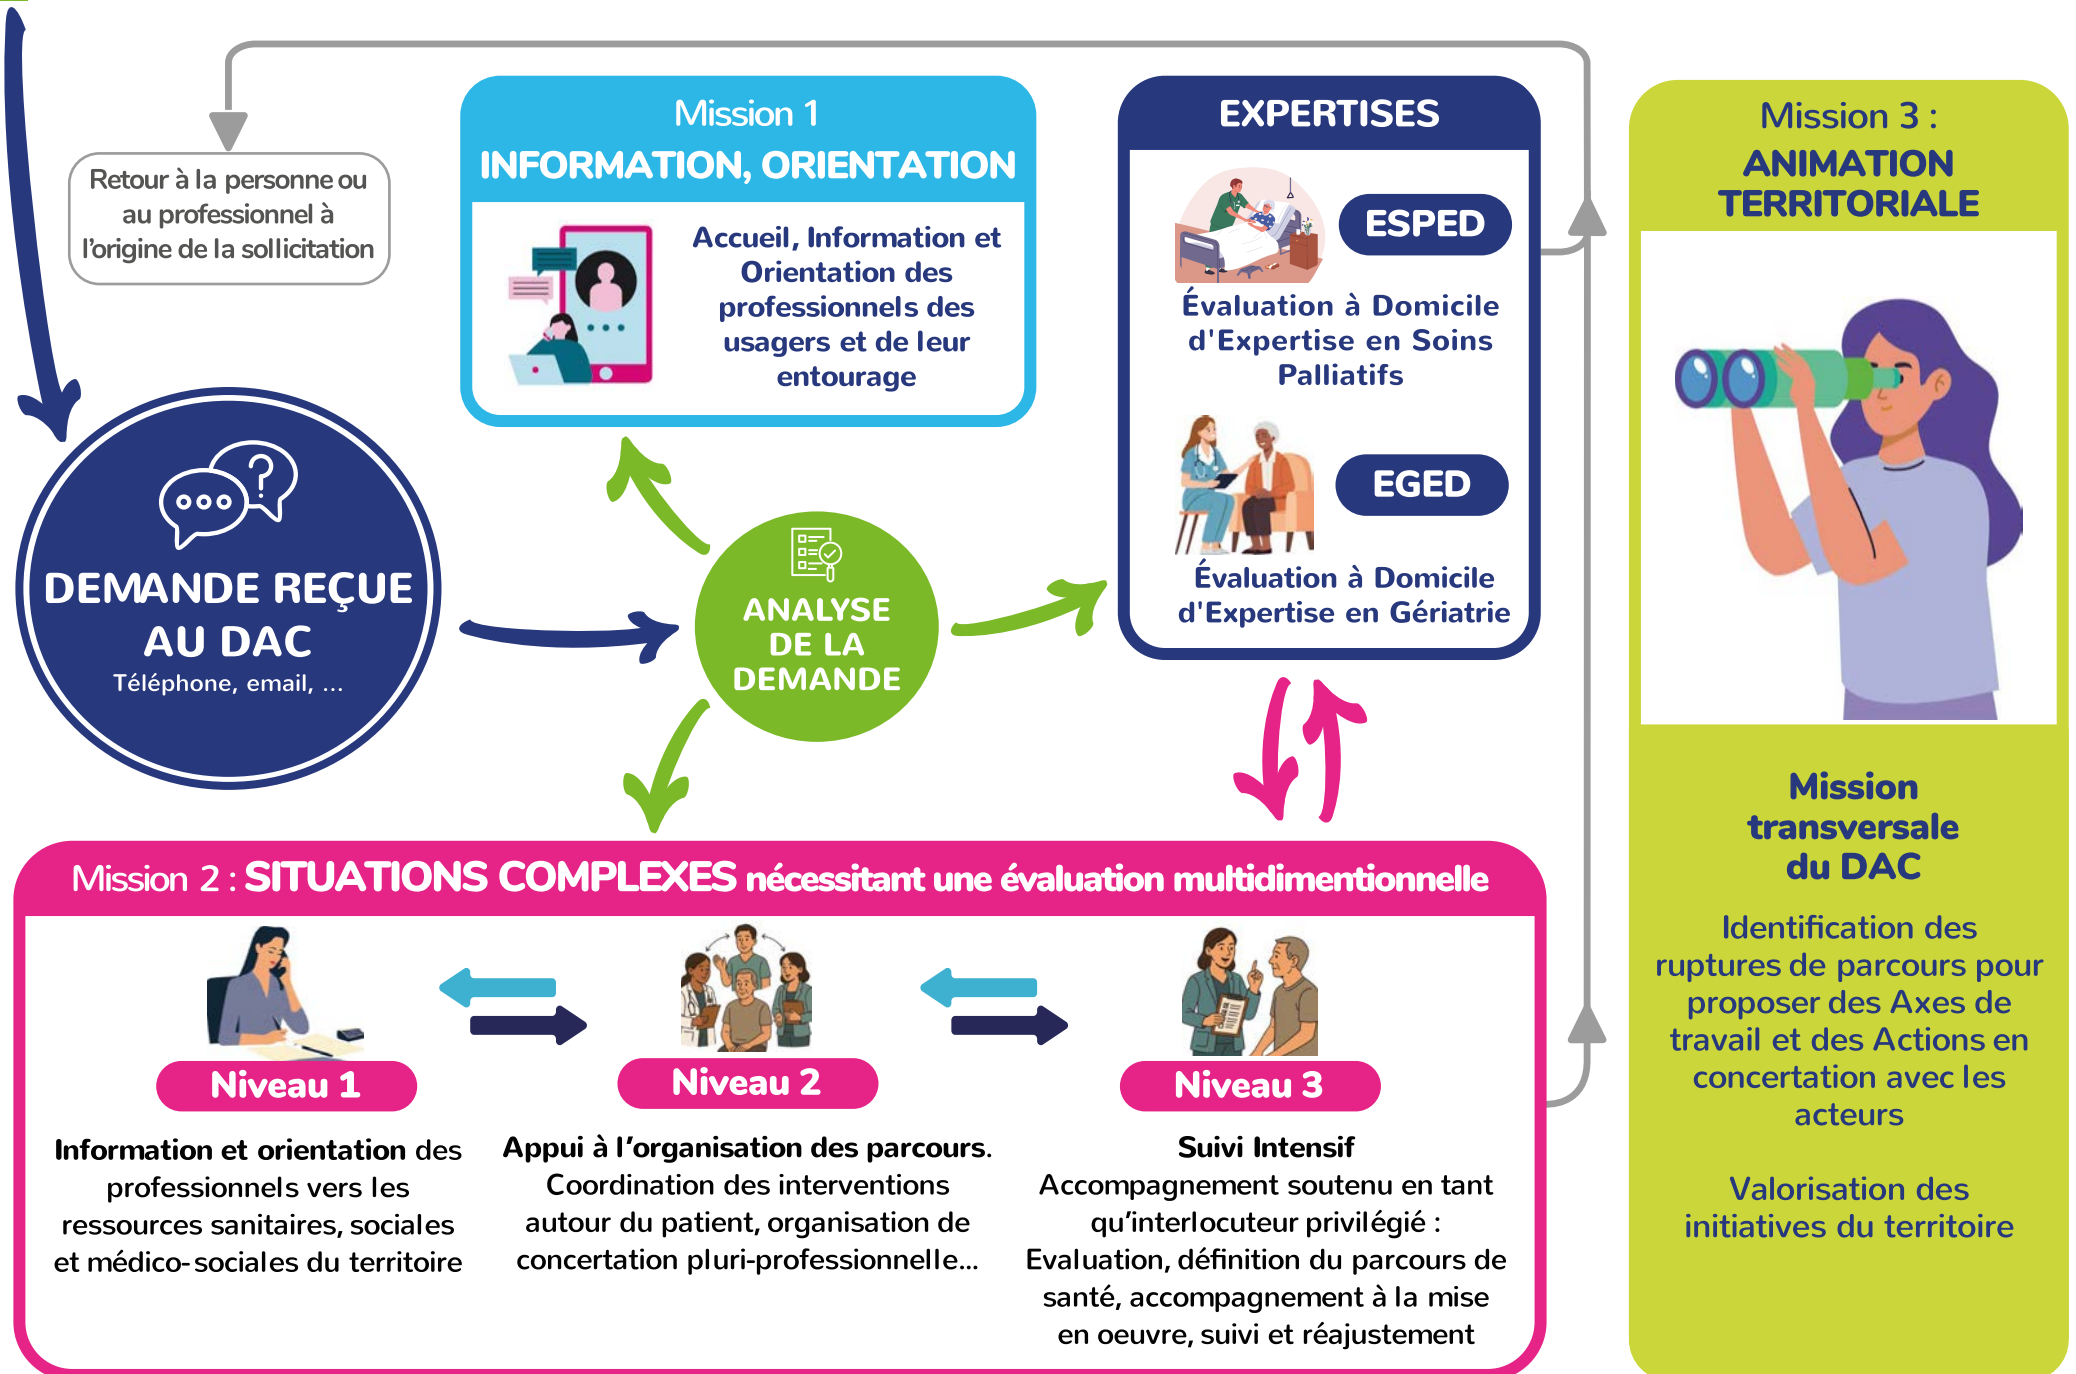 Retour à la personne ou
au professionnel à
l'origine de la sollicitation
DEMANDE REÇUE
AU DAC
Téléphone, email, ...
Mission 1
INFORMATION, ORIENTATION
Accueil, Information et
Orientation des
professionnels des
usagers et de leur
entourage
ANALYSE
DE LA
DEMANDE
EXPERTISES
ESPED
Évaluation à Domicile
d'Expertise en Soins
Palliatifs
EGED
Évaluation à Domicile
d'Expertise en Gériatrie
Mission 2 : SITUATIONS COMPLEXES nécessitant une évaluation multidimentionnelle
Niveau 1
Information et orientation des
professionnels vers les
ressources sanitaires, sociales
et médico-sociales du territoire
Niveau 2
Appui à l'organisation des parcours.
Coordination des interventions
autour du patient, organisation de
concertation pluri-professionnelle...
Niveau 3
Suivi Intensif
Accompagnement soutenu en tant
qu'interlocuteur privilégié :
Evaluation, définition du parcours de
santé, accompagnement à la mise
en oeuvre, suivi et réajustement
Mission 3 :
ANIMATION
TERRITORIALE
Mission
transversale
du DAC
Identification des
ruptures de parcours pour
proposer des Axes de
travail et des Actions en
concertation avec les
acteurs
Valorisation des
initiatives du territoire